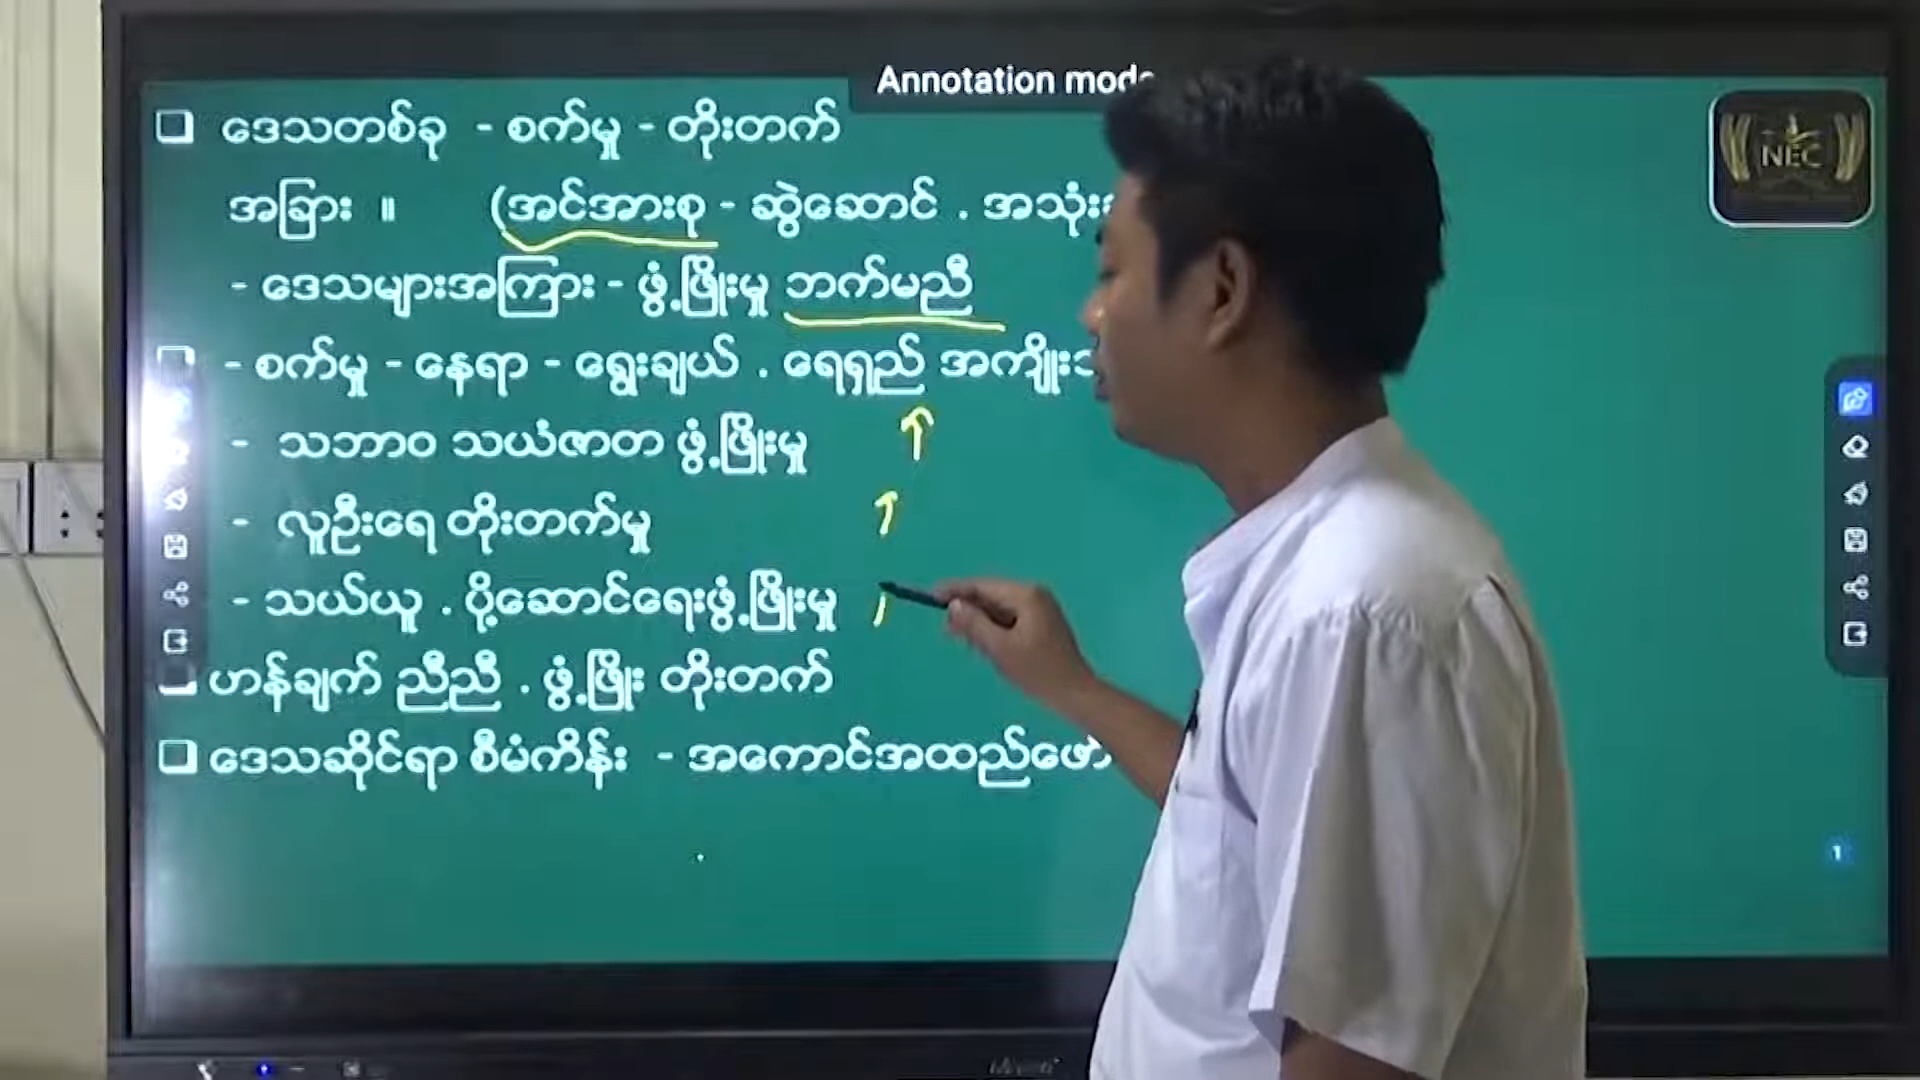 Annotation mode
NEC
ဒေသတစ်ခု - စက်မှု - တိုးတက်
အခြား ။ (အင်အားစု - ဆွဲဆောင် . အသုံး
- ဒေသများအကြား - ဖွံ့ဖြိုးမှု ဘက်မညီ
- စက်မှု - နေရာ - ရွေးချယ် . ရေရှည် အကျိုး
- သဘာဝ သယံဇာတ ဖွံ့ဖြိုးမှု
- လူဦးရေ တိုးတက်မှု
- သယ်ယူ . ပို့ဆောင်ရေးဖွံ့ဖြိုးမှု
ဟန်ချက် ညီညီ . ဖွံ့ဖြိုး တိုးတက်
ဒေသဆိုင်ရာ စီမံကိန်း - အကောင်အထည်ဖော်
1